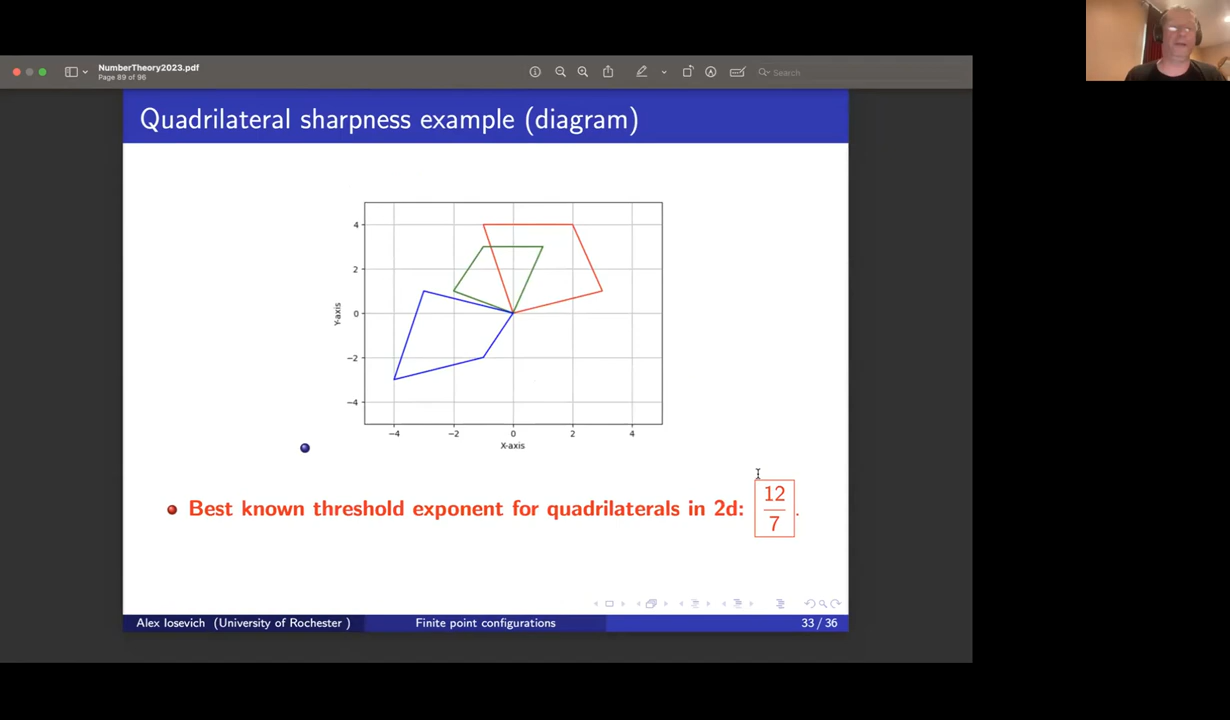 NumberTheory2023.pdf
Page 89 of 96
Search
Quadrilateral sharpness example (diagram)
4
2
0
−2
−4
Y-axis
−4 −2 0 2 4
X-axis
Best known threshold exponent for quadrilaterals in 2d: 12/7.
Alex Iosevich (University of Rochester ) Finite point configurations 33 / 36